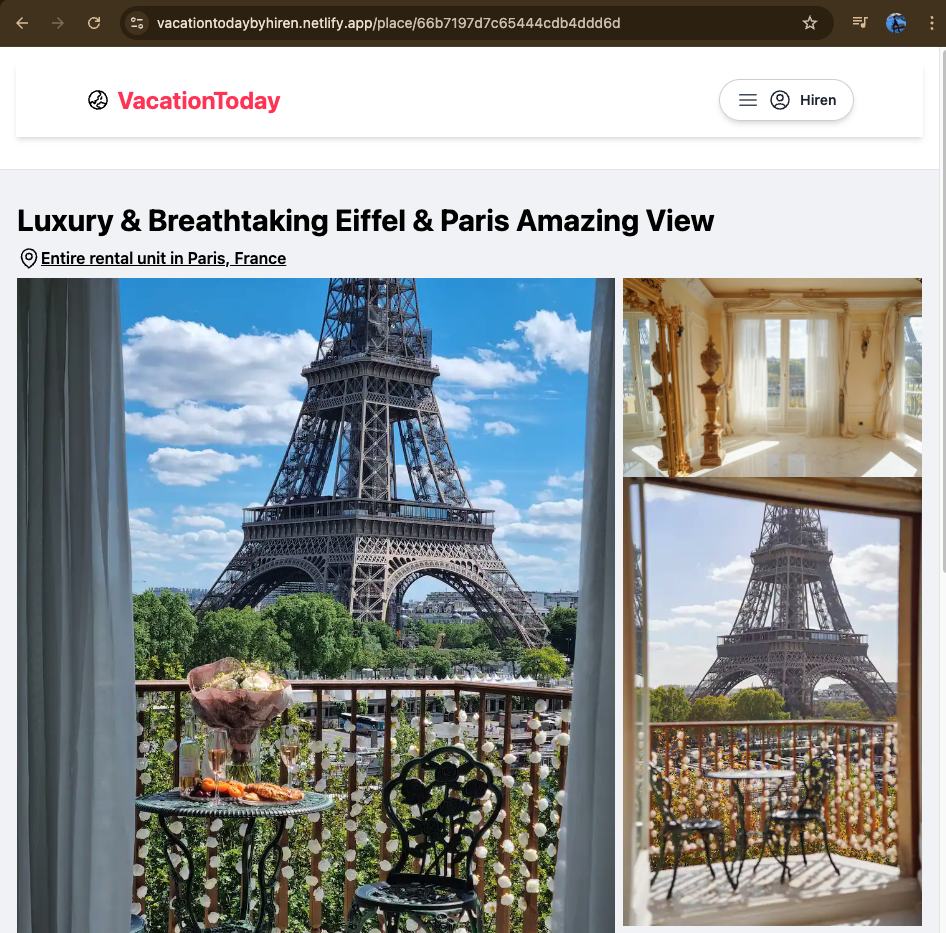 vacationtodaybyhiren.netlify.app/place/66b7197d7c65444cdb4ddd6d
VacationToday
Hiren
Luxury & Breathtaking Eiffel & Paris Amazing View
Entire rental unit in Paris, France